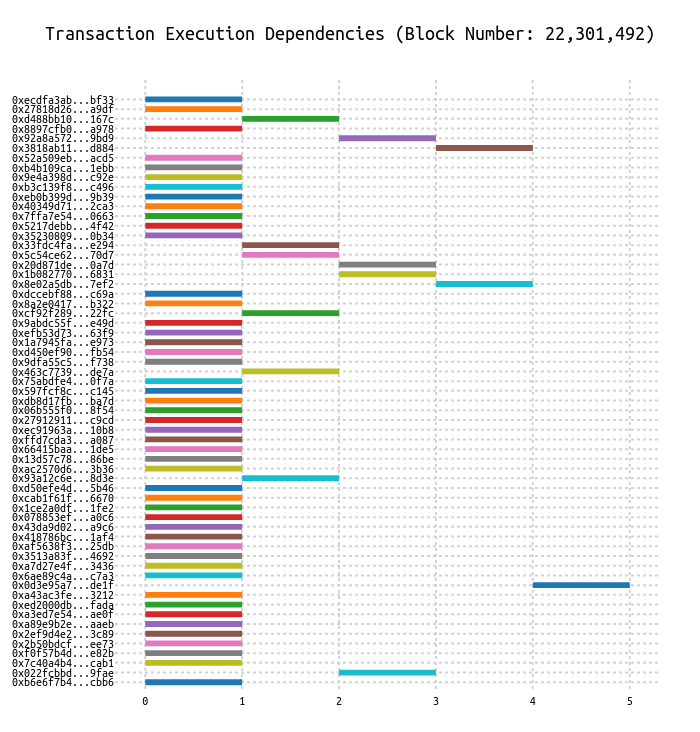 Transaction Execution Dependencies (Block Number: 22,301,492)
0xecdfa3ab...bf33
0x27818d26...a9df
0xd488bb10...167c
0x8897cfb0...a978
0x92a8a572...9bd9
0x3818ab11...d884
0x52a509eb...acd5
0xb4b109ca...1ebb
0x9e4a398d...c92e
0xb3c139f8...c496
0xeb0b399d...9b39
0x40349d71...2ca3
0x7ffa7e54...0663
0x5217debb...4f42
0x35230809...0b34
0x33fdc4fa...e294
0x5c54ce62...70d7
0x20d871de...0a7d
0x1b082770...6831
0x8e02a5db...7ef2
0xdccebf88...c69a
0x8a2e0417...b322
0xcf92f289...22fc
0x9abdc55f...e49d
0xefb53d73...63f9
0x1a7945fa...e973
0xd450ef90...fb54
0x9dfa55c5...f738
0x463c7739...de7a
0x75abdfe4...0f7a
0x597fcf8c...c145
0xdb8d17fb...ba7d
0x06b555f0...8f54
0x27912911...c9cd
0xec91963a...10b8
0xffd7cda3...a087
0x66415baa...1de5
0x13d57c78...86be
0xac2570d6...3b36
0x93a12c6e...8d3e
0xd50efe4d...5b46
0xcab1f61f...6670
0x1ce2a0df...1fe2
0x078853ef...a0c6
0x43da9d02...a9c6
0x418786bc...1af4
0xaf5638f3...25db
0x3513a83f...4692
0xa7d27e4f...3436
0x6ae89c4a...c7a3
0x0d3e95a7...de1f
0xa43ac3fe...3212
0xed2000db...fada
0xa3ed7e54...ae0f
0xa89e9b2e...aaeb
0x2ef9d4e2...3c89
0x2b50bdcf...ee73
0xf0f57b4d...e82b
0x7c40a4b4...cab1
0x022fcbbd...9fae
0xb6e6f7b4...cbb6
0 1 2 3 4 5